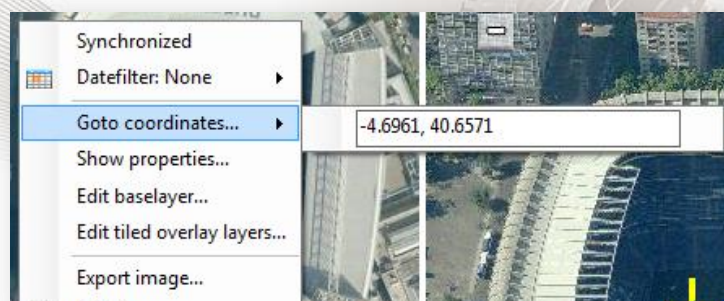 Synchronized
Datefilter: None
Goto coordinates...
-4.6961, 40.6571
Show properties...
Edit baselayer...
Edit tiled overlay layers...
Export image...